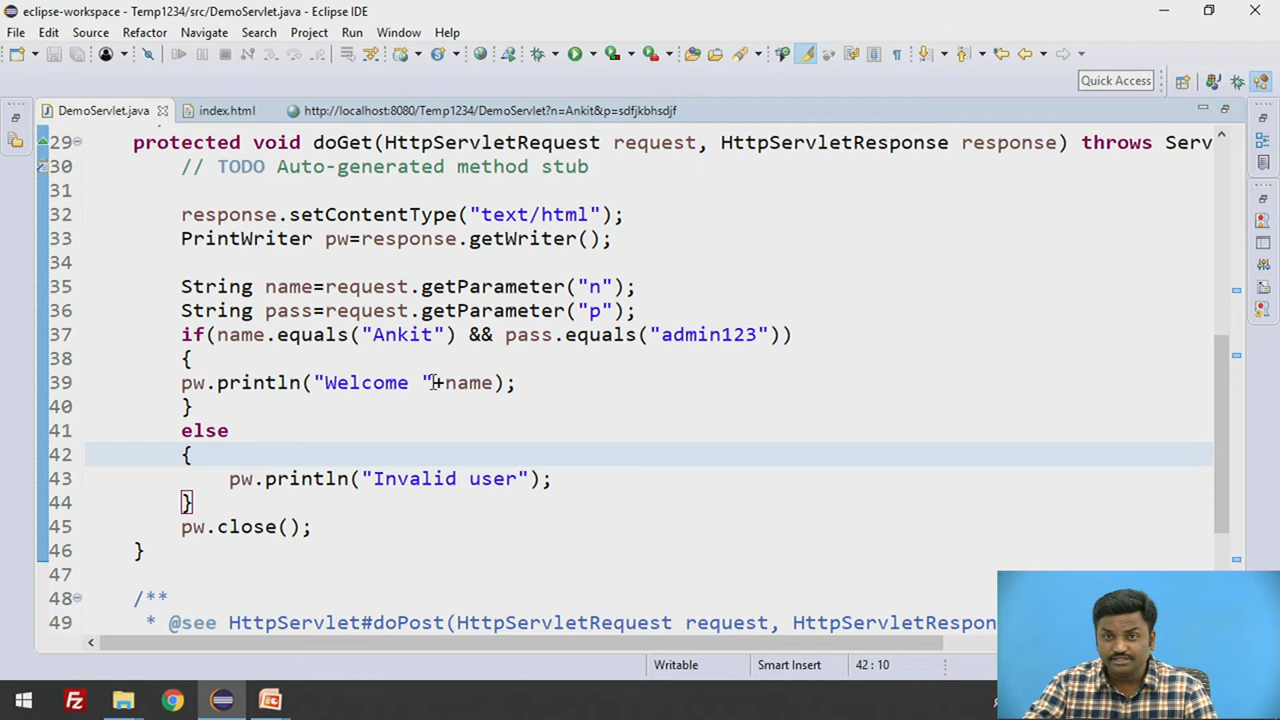 eclipse-workspace - Temp1234/src/DemoServlet.java - Eclipse IDE
File Edit Source Refactor Navigate Search Project Run Window Help
Quick Access
DemoServlet.java index.html http://localhost:8080/Temp1234/DemoServlet?n=Ankit&p=sdfjkbhsdjf
29 protected void doGet(HttpServletRequest request, HttpServletResponse response) throws Serv
30 // TODO Auto-generated method stub
31
32 response.setContentType("text/html");
33 PrintWriter pw=response.getWriter();
34
35 String name=request.getParameter("n");
36 String pass=request.getParameter("p");
37 if(name.equals("Ankit") && pass.equals("admin123"))
38 {
39 pw.println("Welcome "+name);
40 }
41 else
42 {
43 pw.println("Invalid user");
44 }
45 pw.close();
46 }
47
48 /**
49 * @see HttpServlet#doPost(HttpServletRequest request, HttpServletRespon
Writable Smart Insert 42 : 10